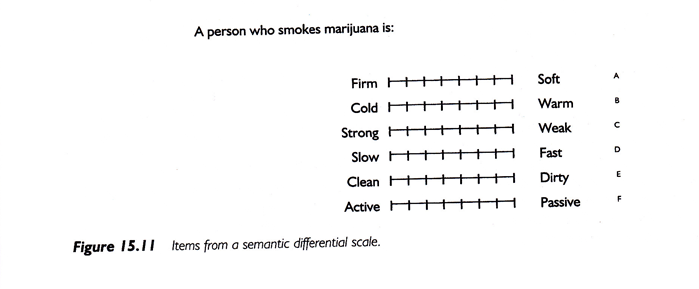 A person who smokes marijuana is:
Firm Soft A
Cold Warm B
Strong Weak C
Slow Fast D
Clean Dirty E
Active Passive F
Figure 15.11 Items from a semantic differential scale.